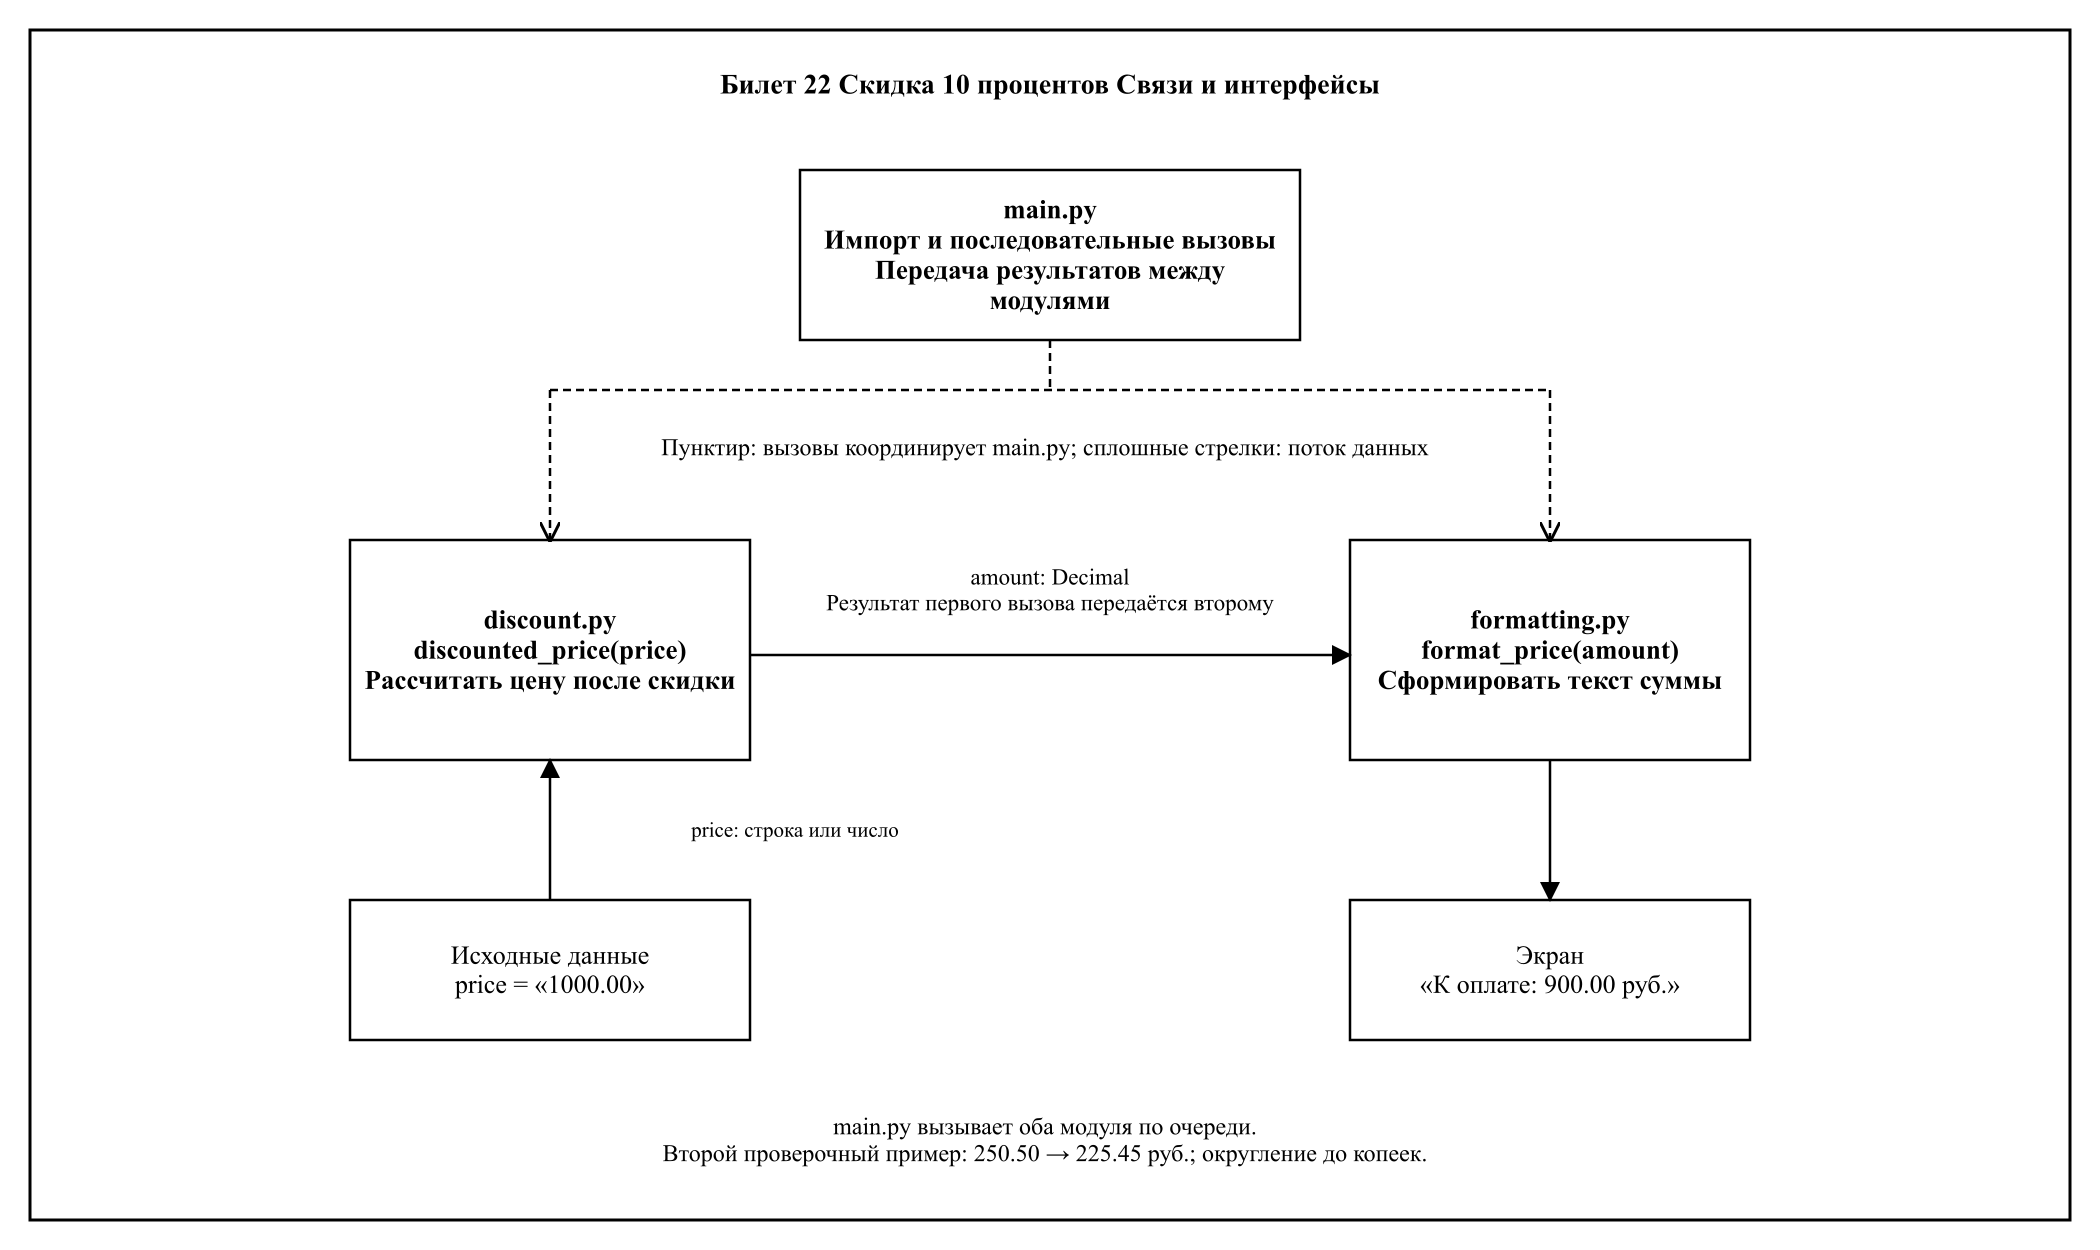 Билет 22 Скидка 10 процентов Связи и интерфейсы
main.py
Импорт и последовательные вызовы
Передача результатов между
модулями
Пунктир: вызовы координирует main.py; сплошные стрелки: поток данных
discount.py
discounted_price(price)
Рассчитать цену после скидки
amount: Decimal
Результат первого вызова передаётся второму
formatting.py
format_price(amount)
Сформировать текст суммы
price: строка или число
Исходные данные
price = «1000.00»
Экран
«К оплате: 900.00 руб.»
main.py вызывает оба модуля по очереди.
Второй проверочный пример: 250.50 → 225.45 руб.; округление до копеек.